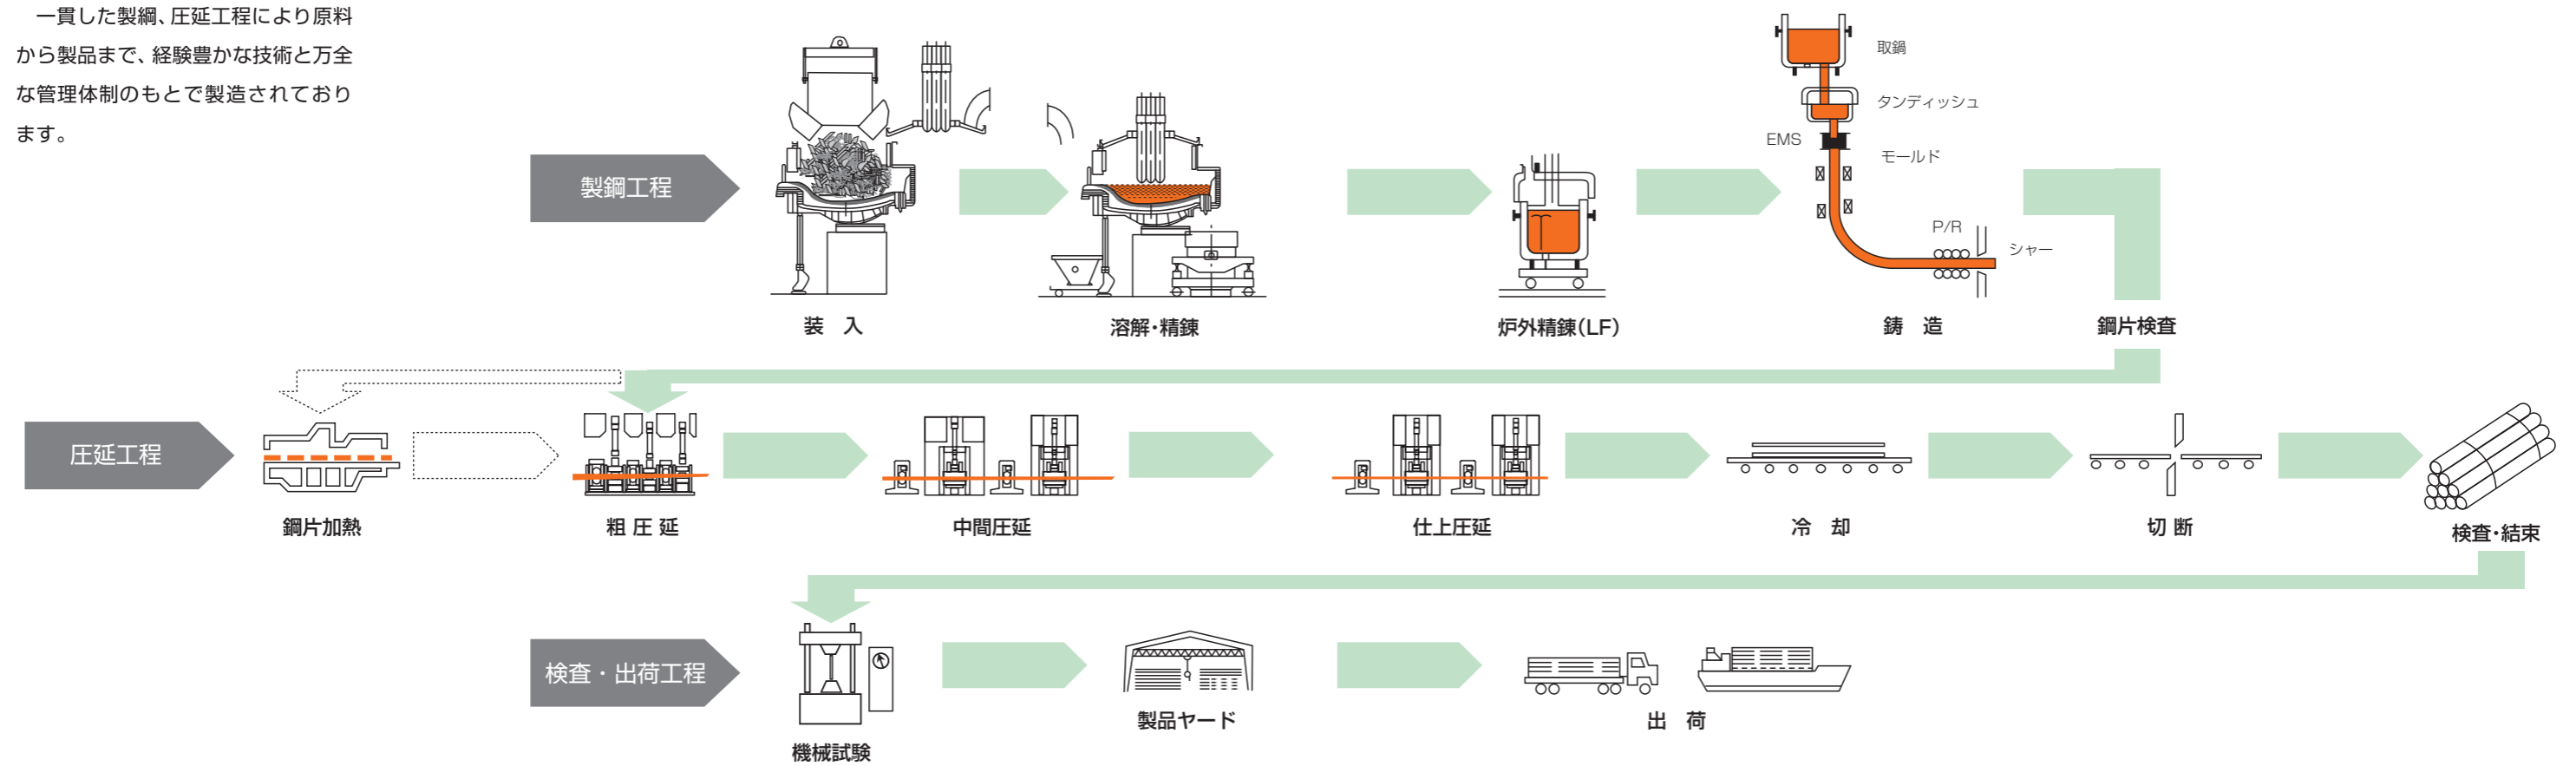 一貫した製綱、圧延工程により原料
から製品まで、経験豊かな技術と万全
な管理体制のもとで製造されており
ます。
取鍋
タンディッシュ
EMS
モールド
P/R
シャー
製鋼工程
装 入
溶解・精錬
炉外精錬(LF)
鋳 造
鋼片検査
圧延工程
鋼片加熱
粗 圧 延
中間圧延
仕上圧延
冷 却
切 断
検査・結束
検査・出荷工程
機械試験
製品ヤード
出 荷